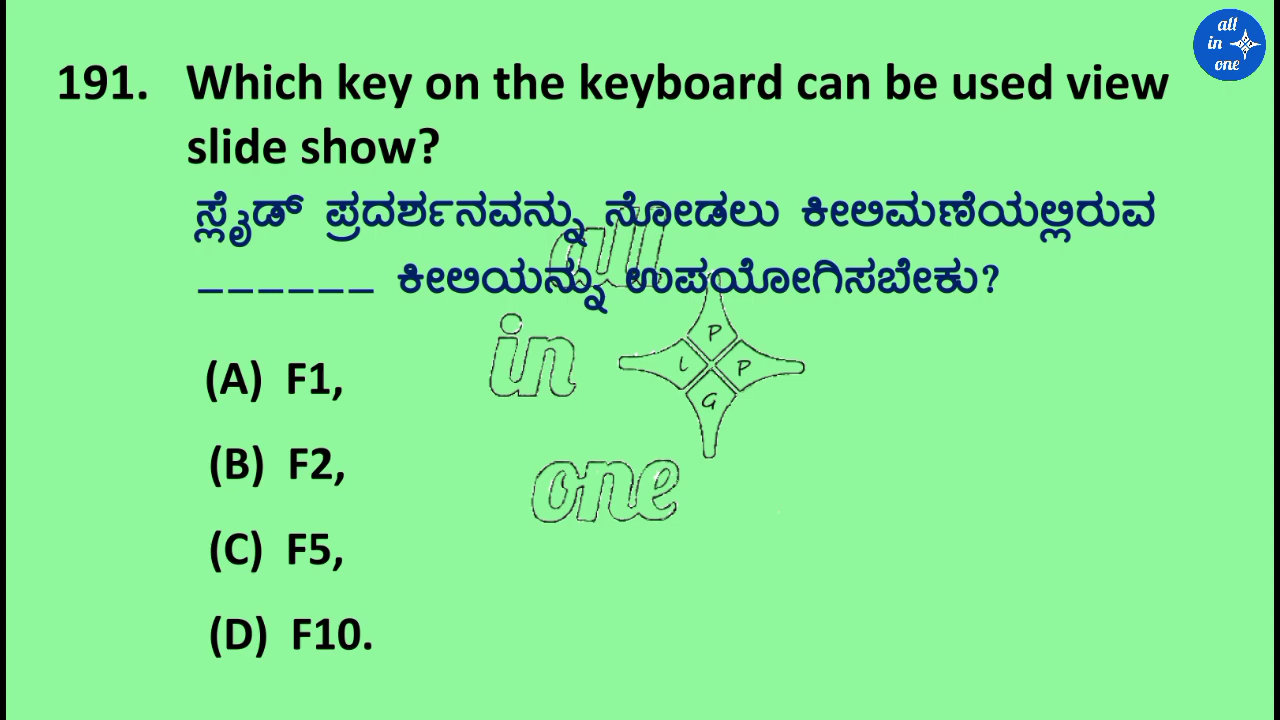 all
in
one
191. Which key on the keyboard can be used view
slide show?
ಸ್ಲೈಡ್ ಪ್ರದರ್ಶನವನ್ನು ನೋಡಲು ಕೀಲಿಮಣೆಯಲ್ಲಿರುವ
______ ಕೀಲಿಯನ್ನು ಉಪಯೋಗಿಸಬೇಕು?
all
in
P
L P
G
one
(A) F1,
(B) F2,
(C) F5,
(D) F10.